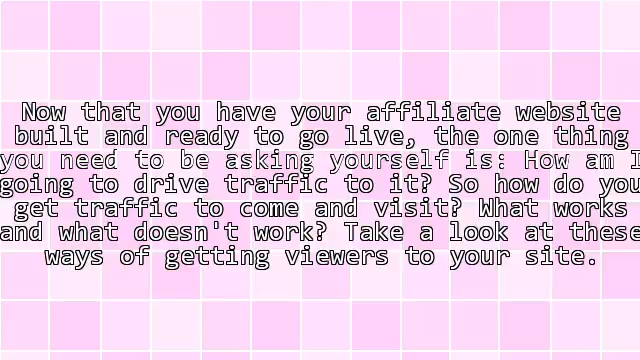 Now that you have your affiliate website
built and ready to go live, the one thing
you need to be asking yourself is: How am I
going to drive traffic to it? So how do you
get traffic to come and visit? What works
and what doesn't work? Take a look at these
ways of getting viewers to your site.